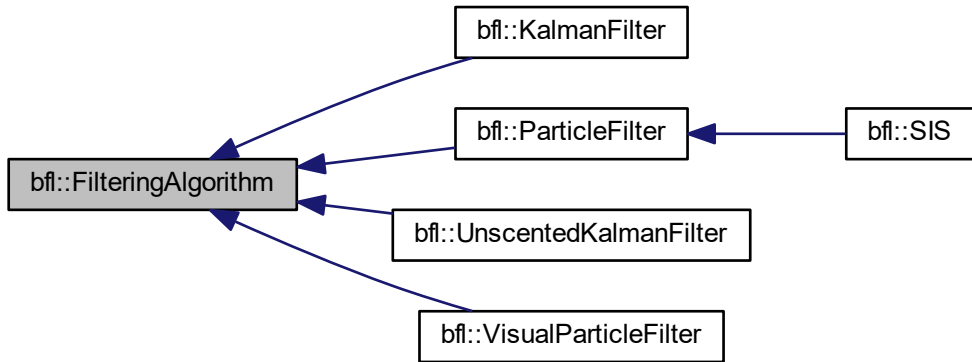 bfl::KalmanFilter
bfl::ParticleFilter
bfl::SIS
bfl::FilteringAlgorithm
bfl::UnscentedKalmanFilter
bfl::VisualParticleFilter